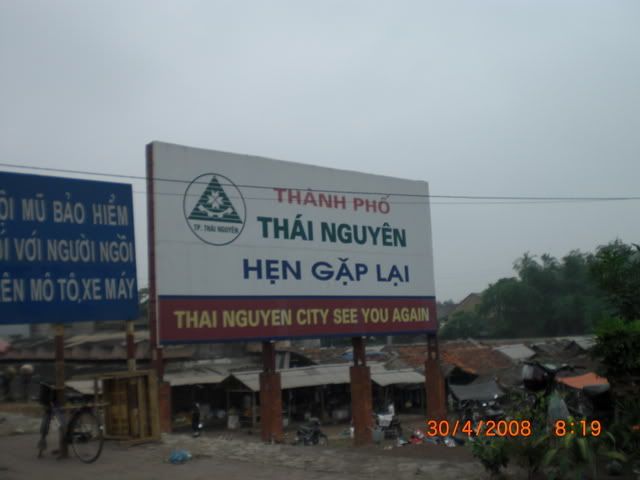 ỘI MŨ BẢO HIỂM
ỐI VỚI NGƯỜI NGỒI
ÊN MÔ TÔ, XE MÁY
TP. THÁI NGUYÊN
THÀNH PHỐ
THÁI NGUYÊN
HẸN GẶP LẠI
THAI NGUYEN CITY SEE YOU AGAIN
30/4/2008 8:19